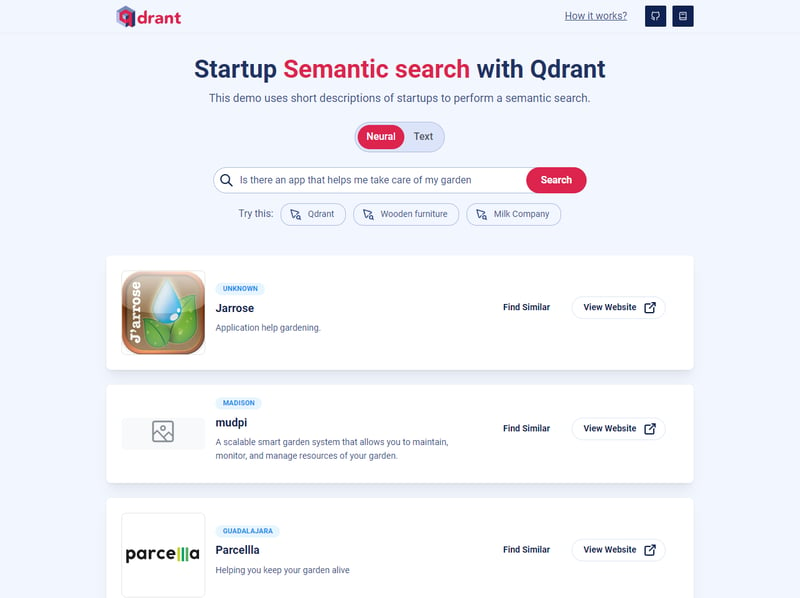 qdrant
How it works?
Startup Semantic search with Qdrant
This demo uses short descriptions of startups to perform a semantic search.
Neural Text
Is there an app that helps me take care of my garden
Search
Try this: Qdrant Wooden furniture Milk Company
J'arrose
UNKNOWN
Jarrose
Application help gardening.
Find Similar View Website
MADISON
mudpi
A scalable smart garden system that allows you to maintain,
monitor, and manage resources of your garden.
Find Similar View Website
parcellla
GUADALAJARA
Parcellla
Helping you keep your garden alive
Find Similar View Website